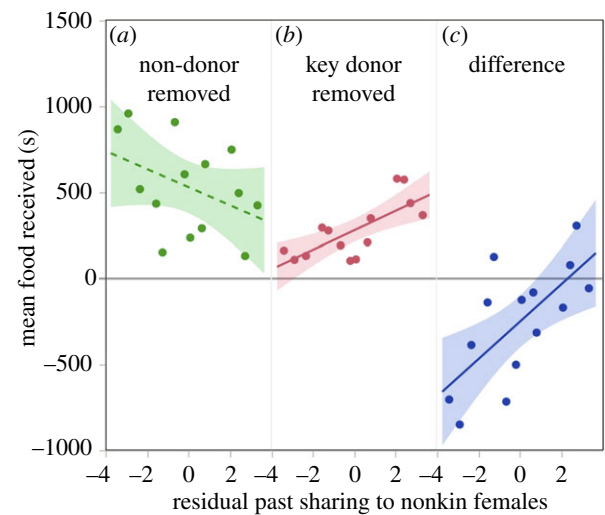 (a) (b) (c)
non-donor removed
key donor removed
difference
1500
1000
500
0
−500
−1000
mean food received (s)
−4 −2 0 2 −4 −2 0 2 −4 −2 0 2
residual past sharing to nonkin females